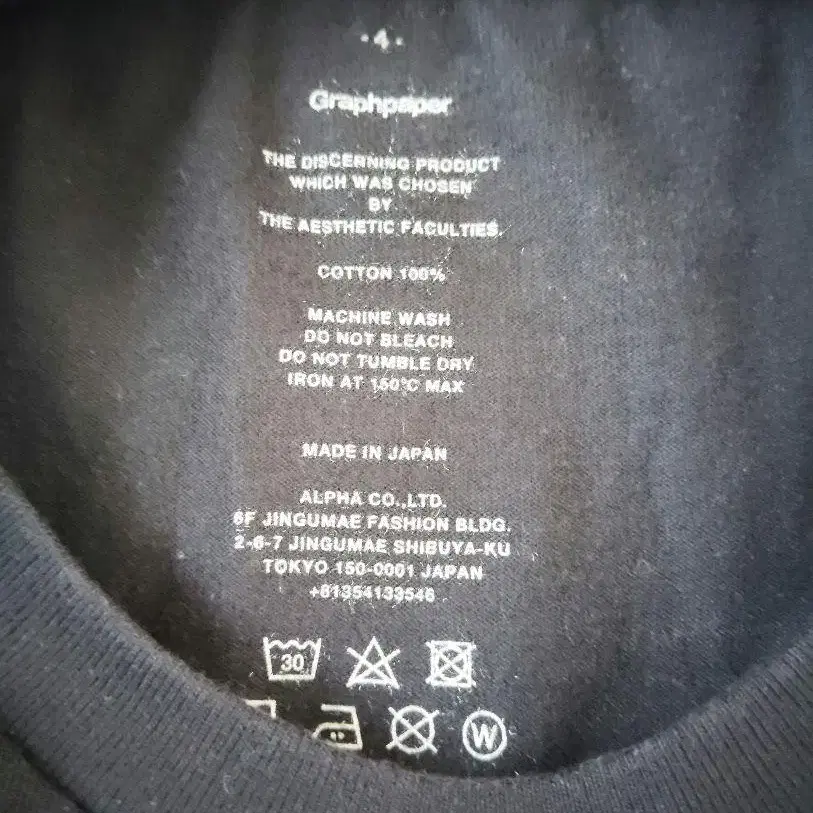 ·4·
Graphpaper
THE DISCERNING PRODUCT
WHICH WAS CHOSEN
BY
THE AESTHETIC FACULTIES.
COTTON 100%
MACHINE WASH
DO NOT BLEACH
DO NOT TUMBLE DRY
IRON AT 150°C MAX
MADE IN JAPAN
ALPHA CO.,LTD.
6F JINGUMAE FASHION BLDG.
2-6-7 JINGUMAE SHIBUYA-KU
TOKYO 150-0001 JAPAN
+81354133546
30
W